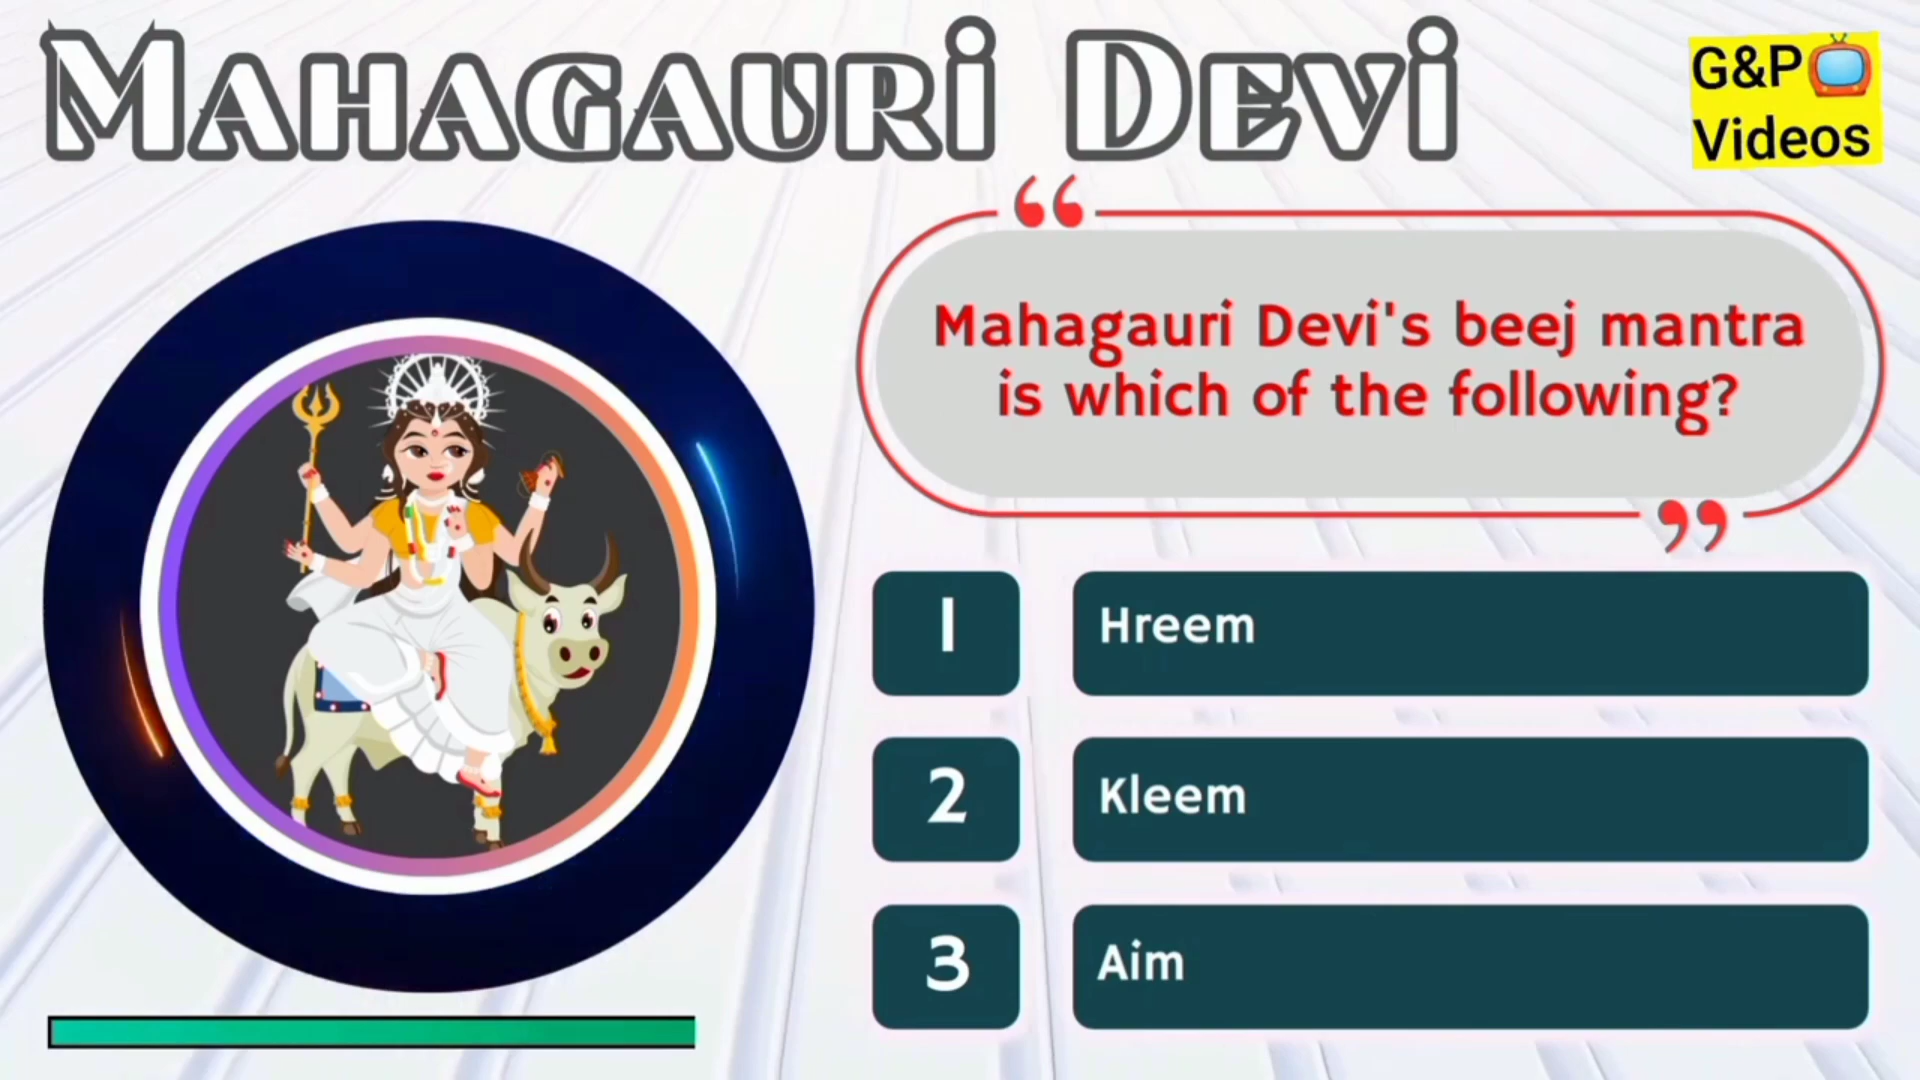 Mahagauri Devi
G&P
Videos
“
Mahagauri Devi's beej mantra
is which of the following?
”
1 Hreem
2 Kleem
3 Aim